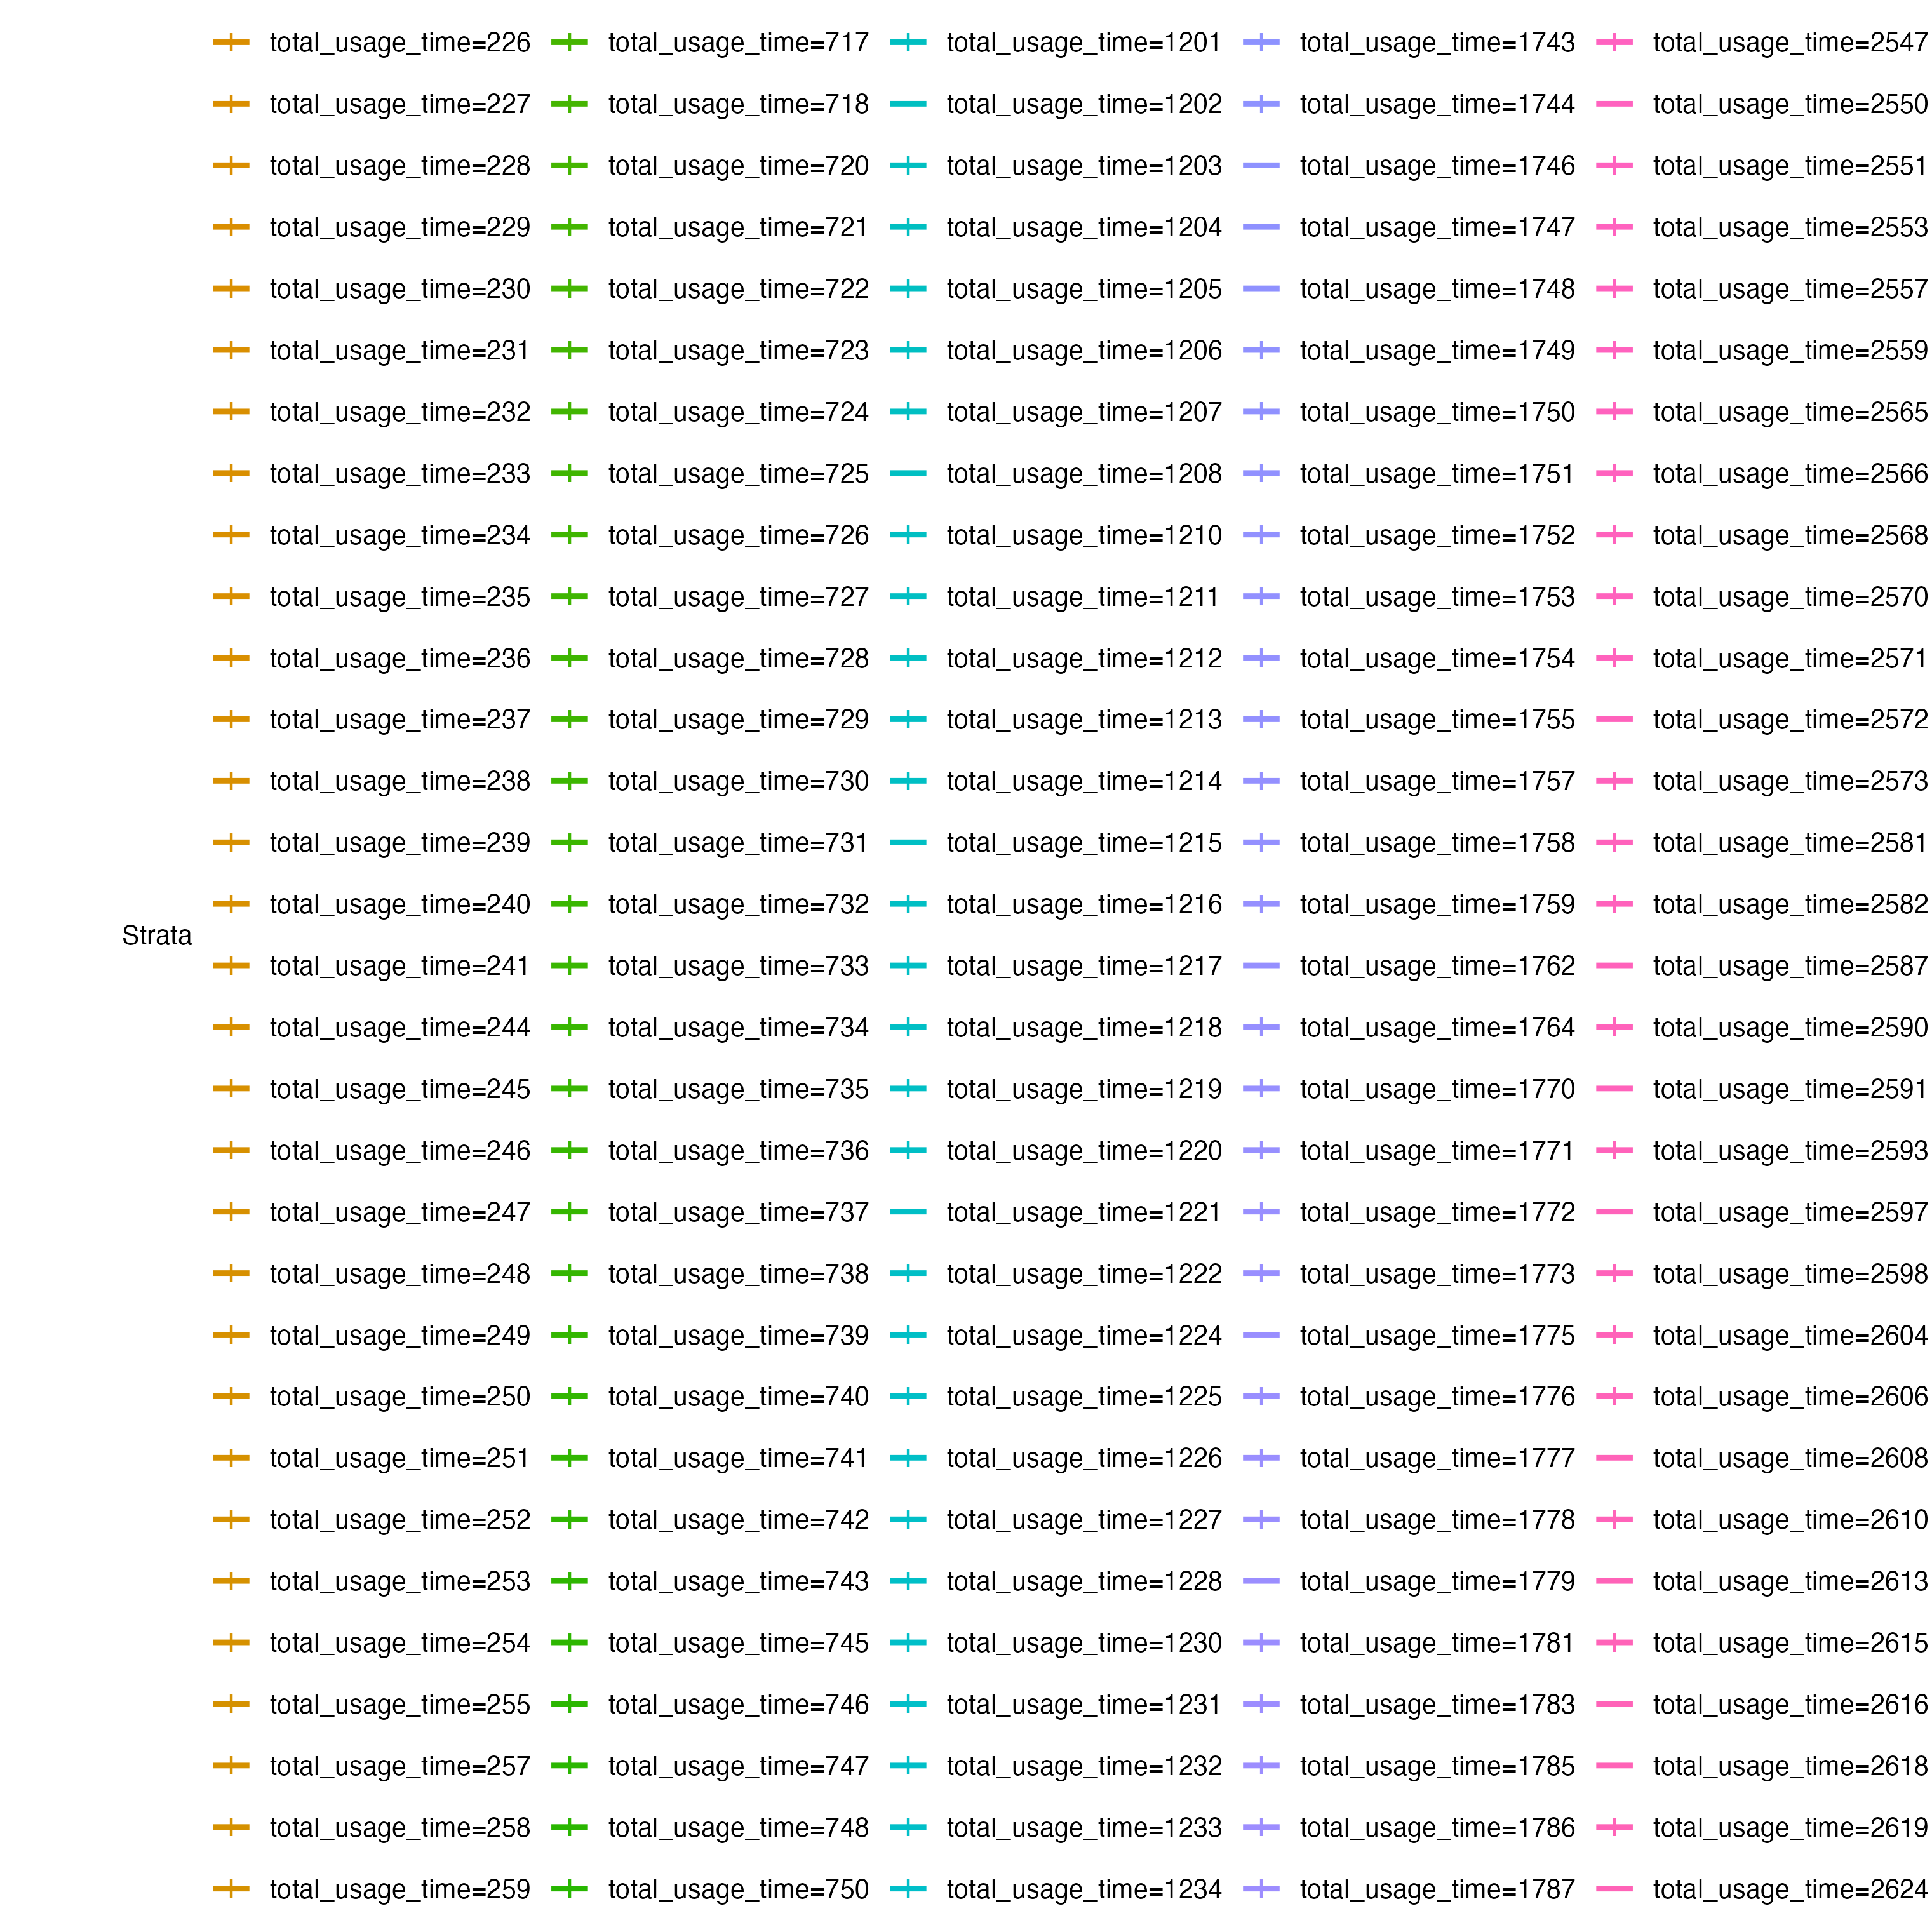 total_usage_time=226 total_usage_time=717 total_usage_time=1201 total_usage_time=1743 total_usage_time=2547
total_usage_time=227 total_usage_time=718 total_usage_time=1202 total_usage_time=1744 total_usage_time=2550
total_usage_time=228 total_usage_time=720 total_usage_time=1203 total_usage_time=1746 total_usage_time=2551
total_usage_time=229 total_usage_time=721 total_usage_time=1204 total_usage_time=1747 total_usage_time=2553
total_usage_time=230 total_usage_time=722 total_usage_time=1205 total_usage_time=1748 total_usage_time=2557
total_usage_time=231 total_usage_time=723 total_usage_time=1206 total_usage_time=1749 total_usage_time=2559
total_usage_time=232 total_usage_time=724 total_usage_time=1207 total_usage_time=1750 total_usage_time=2565
total_usage_time=233 total_usage_time=725 total_usage_time=1208 total_usage_time=1751 total_usage_time=2566
total_usage_time=234 total_usage_time=726 total_usage_time=1210 total_usage_time=1752 total_usage_time=2568
total_usage_time=235 total_usage_time=727 total_usage_time=1211 total_usage_time=1753 total_usage_time=2570
total_usage_time=236 total_usage_time=728 total_usage_time=1212 total_usage_time=1754 total_usage_time=2571
total_usage_time=237 total_usage_time=729 total_usage_time=1213 total_usage_time=1755 total_usage_time=2572
total_usage_time=238 total_usage_time=730 total_usage_time=1214 total_usage_time=1757 total_usage_time=2573
total_usage_time=239 total_usage_time=731 total_usage_time=1215 total_usage_time=1758 total_usage_time=2581
total_usage_time=240 total_usage_time=732 total_usage_time=1216 total_usage_time=1759 total_usage_time=2582
Strata
total_usage_time=241 total_usage_time=733 total_usage_time=1217 total_usage_time=1762 total_usage_time=2587
total_usage_time=244 total_usage_time=734 total_usage_time=1218 total_usage_time=1764 total_usage_time=2590
total_usage_time=245 total_usage_time=735 total_usage_time=1219 total_usage_time=1770 total_usage_time=2591
total_usage_time=246 total_usage_time=736 total_usage_time=1220 total_usage_time=1771 total_usage_time=2593
total_usage_time=247 total_usage_time=737 total_usage_time=1221 total_usage_time=1772 total_usage_time=2597
total_usage_time=248 total_usage_time=738 total_usage_time=1222 total_usage_time=1773 total_usage_time=2598
total_usage_time=249 total_usage_time=739 total_usage_time=1224 total_usage_time=1775 total_usage_time=2604
total_usage_time=250 total_usage_time=740 total_usage_time=1225 total_usage_time=1776 total_usage_time=2606
total_usage_time=251 total_usage_time=741 total_usage_time=1226 total_usage_time=1777 total_usage_time=2608
total_usage_time=252 total_usage_time=742 total_usage_time=1227 total_usage_time=1778 total_usage_time=2610
total_usage_time=253 total_usage_time=743 total_usage_time=1228 total_usage_time=1779 total_usage_time=2613
total_usage_time=254 total_usage_time=745 total_usage_time=1230 total_usage_time=1781 total_usage_time=2615
total_usage_time=255 total_usage_time=746 total_usage_time=1231 total_usage_time=1783 total_usage_time=2616
total_usage_time=257 total_usage_time=747 total_usage_time=1232 total_usage_time=1785 total_usage_time=2618
total_usage_time=258 total_usage_time=748 total_usage_time=1233 total_usage_time=1786 total_usage_time=2619
total_usage_time=259 total_usage_time=750 total_usage_time=1234 total_usage_time=1787 total_usage_time=2624